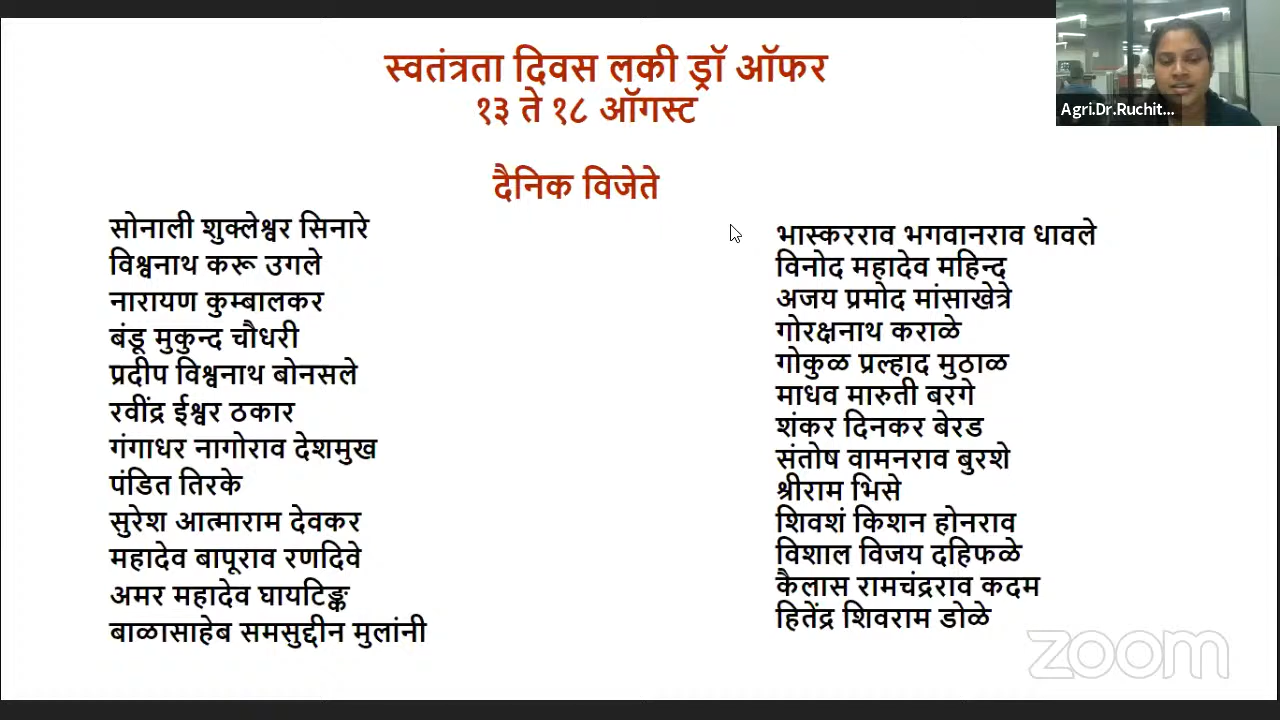 स्वतंत्रता दिवस लकी ड्रॉ ऑफर
१३ ते १८ ऑगस्ट
दैनिक विजेते
सोनाली शुक्लेश्वर सिनारे
विश्वनाथ करू उगले
नारायण कुम्बालकर
बंडू मुकुन्द चौधरी
प्रदीप विश्वनाथ बोनसले
रवींद्र ईश्वर ठकार
गंगाधर नागोराव देशमुख
पंडित तिरके
सुरेश आत्माराम देवकर
महादेव बापूराव रणदिवे
अमर महादेव घायटिङ्क
बाळासाहेब समसुद्दीन मुलांनी
भास्करराव भगवानराव धावले
विनोद महादेव महिन्द
अजय प्रमोद मांसाखेत्रे
गोरक्षनाथ कराळे
गोकुळ प्रल्हाद मुठाळ
माधव मारुती बरगे
शंकर दिनकर बेरड
संतोष वामनराव बुरशे
श्रीराम भिसे
शिवशं किशन होनराव
विशाल विजय दहिफळे
कैलास रामचंद्रराव कदम
हितेंद्र शिवराम डोळे
Agri.Dr.Ruchit...
zoom